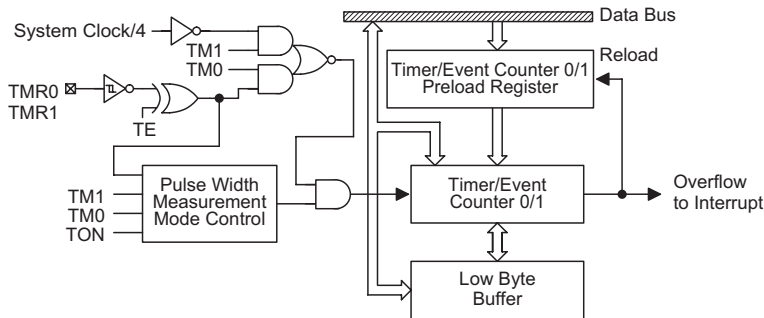 Data Bus
System Clock/4
TM1
TM0
Timer/Event Counter 0/1
Preload Register
Reload
TMR0
TMR1
TE
TM1
TM0
TON
Pulse Width
Measurement
Mode Control
Timer/Event
Counter 0/1
Overflow
to Interrupt
Low Byte
Buffer